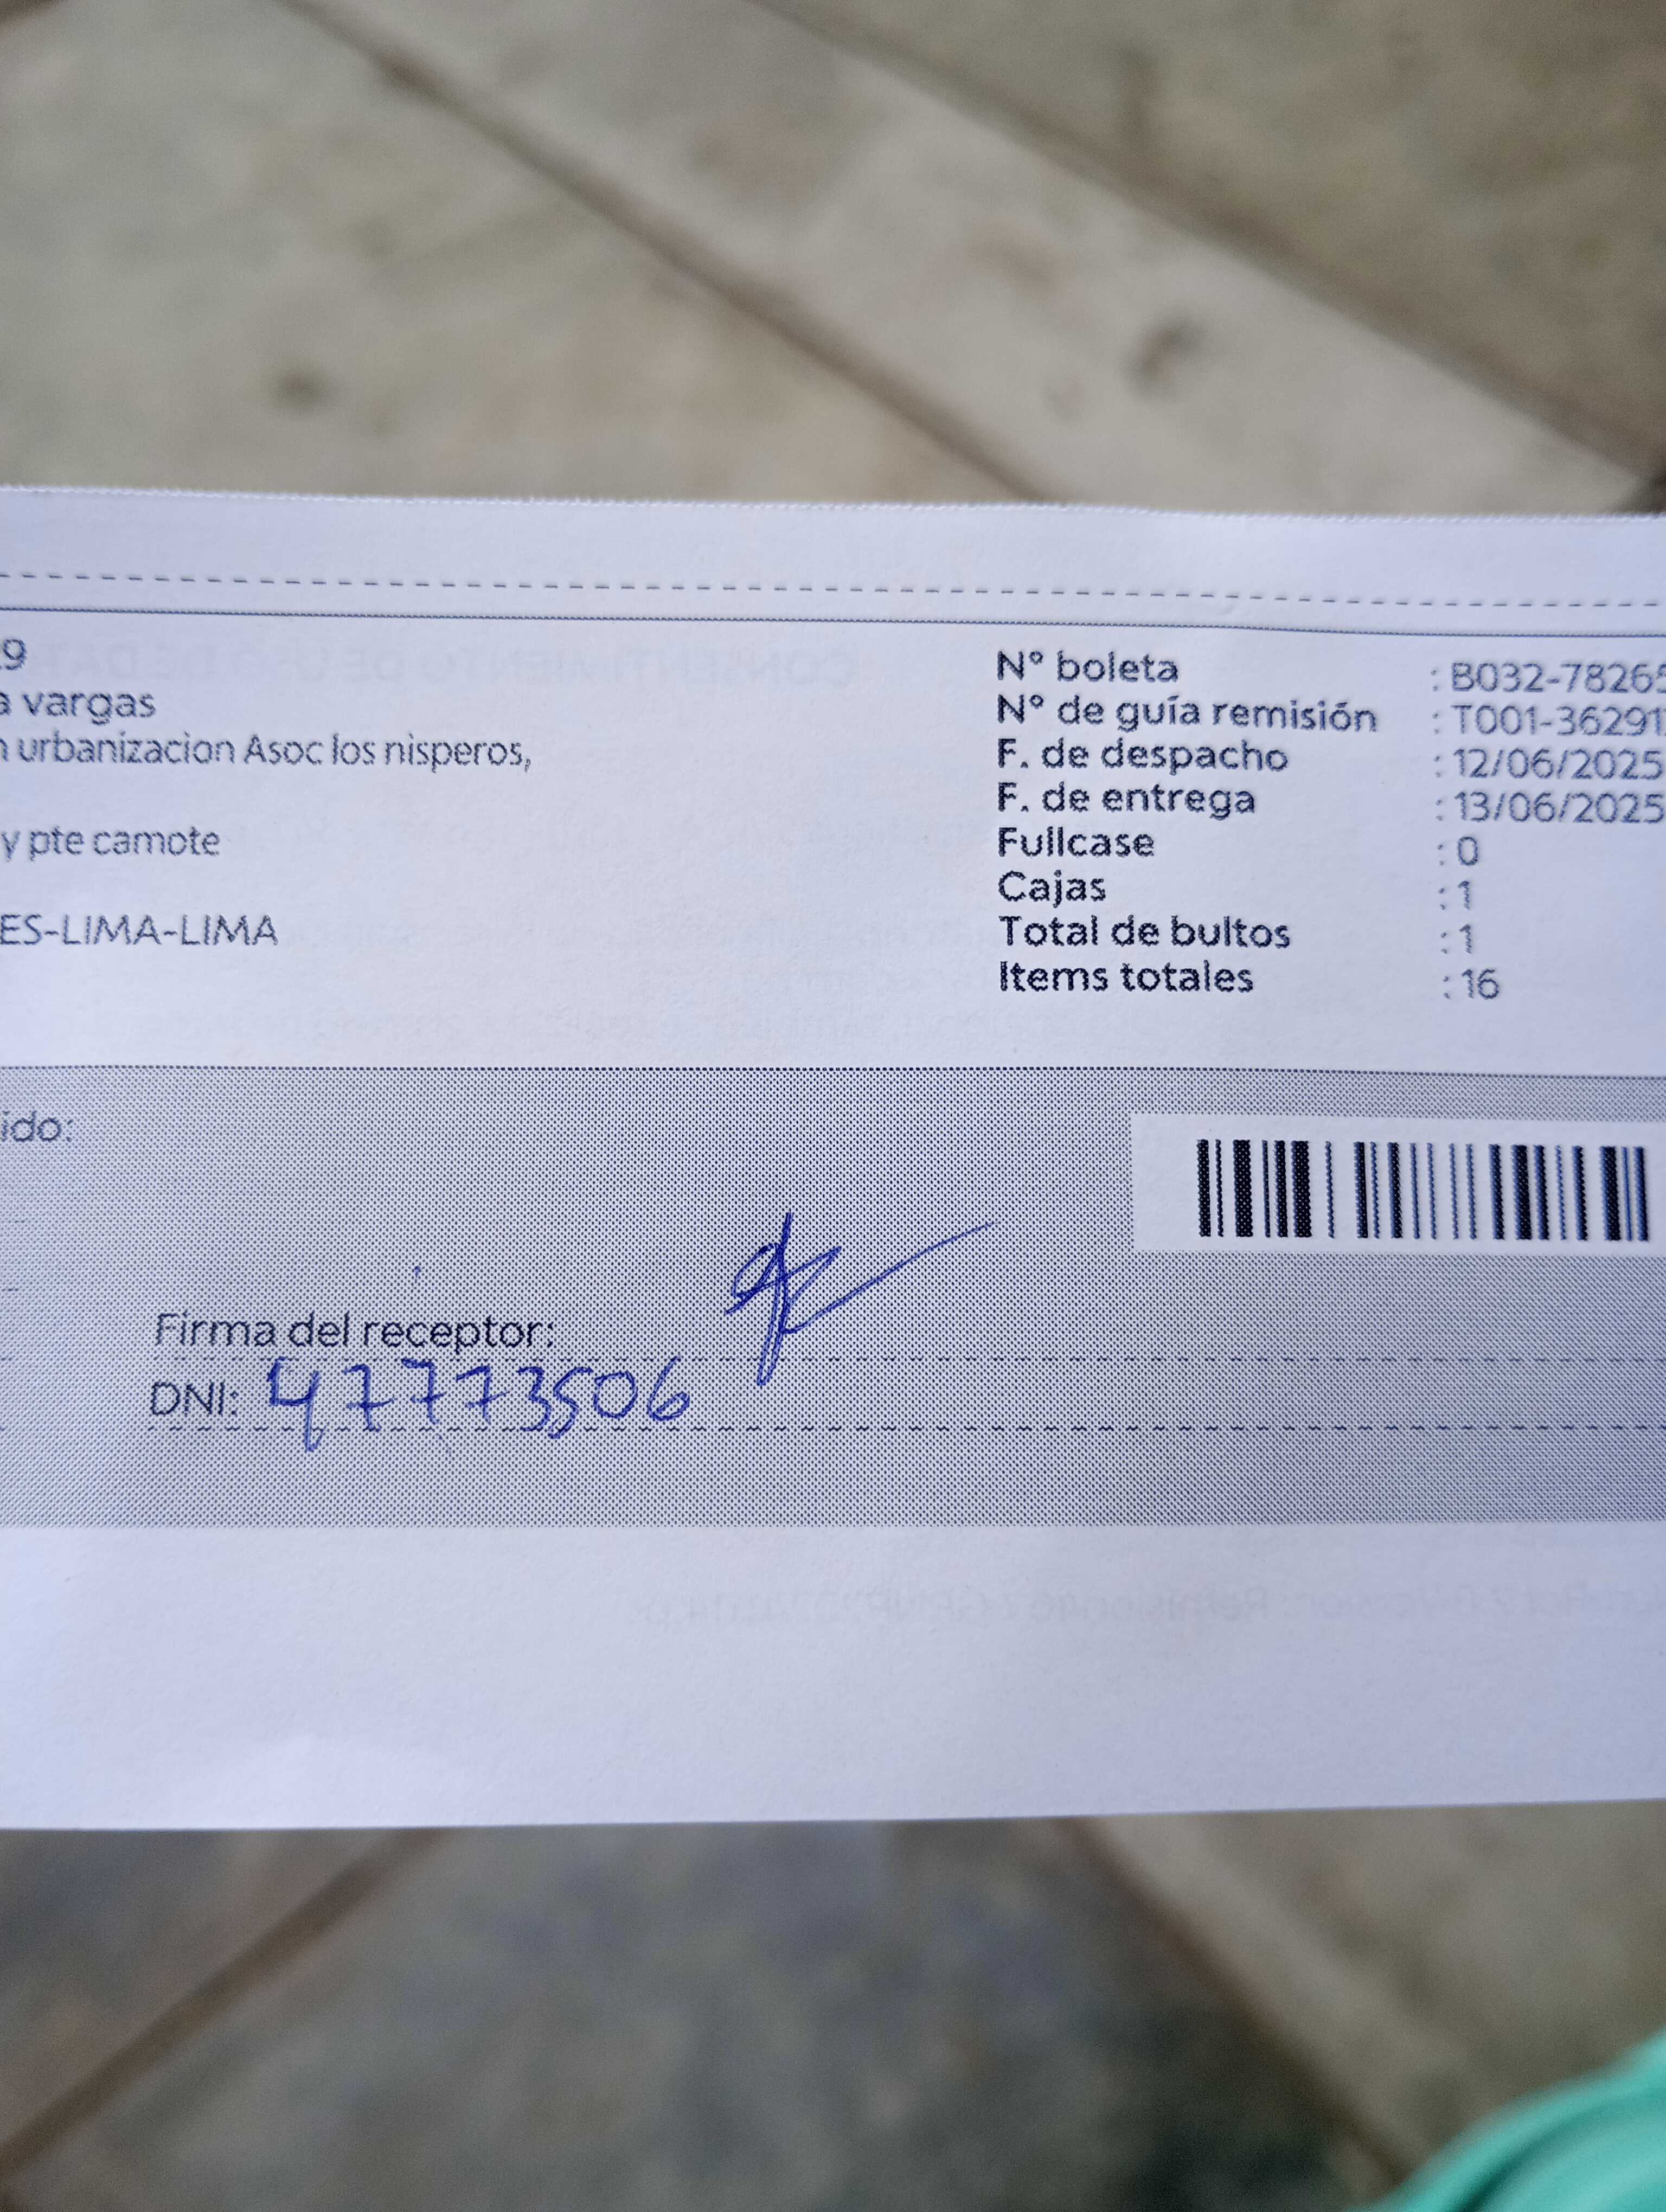 9
a vargas
urbanizacion Asoc los nisperos,
y pte camote
ES-LIMA-LIMA
N° boleta : B032-78265
N° de guía remisión : T001-36291
F. de despacho : 12/06/2025
F. de entrega : 13/06/2025
Fullcase : 0
Cajas : 1
Total de bultos : 1
Items totales : 16
ido:
Firma del receptor:
DNI: 47773506